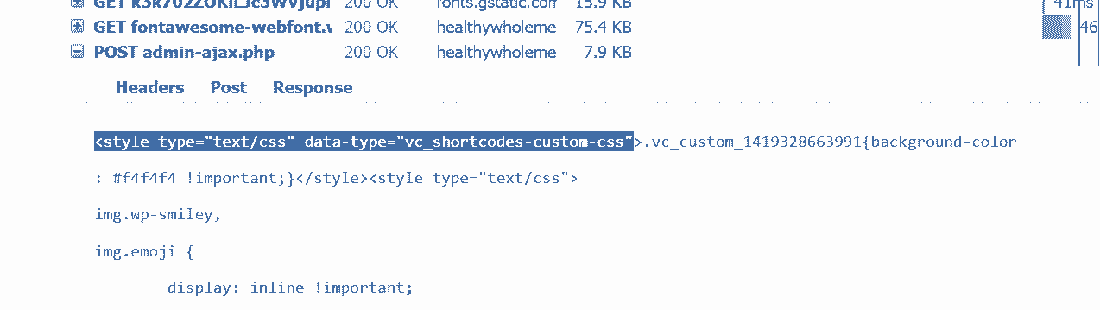 200 OK fonts.gstatic.con 15.9 KB 41ms
GET fontawesome-webfont.v 200 OK healthywholeme 75.4 KB 46
POST admin-ajax.php 200 OK healthywholeme 7.9 KB
Headers Post Response
<style type="text/css" data-type="vc_shortcodes-custom-css">.vc_custom_1419328663991{background-color
: #f4f4f4 !important;}</style><style type="text/css">
img.wp-smiley,
img.emoji {
display: inline !important;